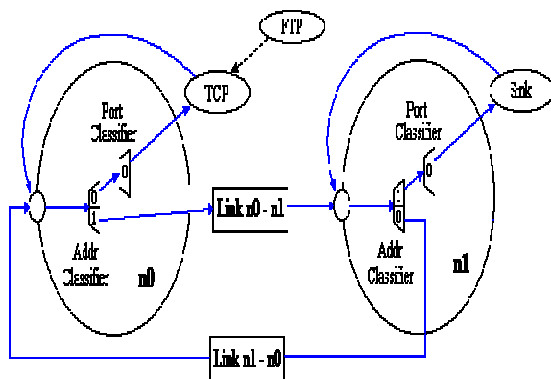 FTP
TCP
Sink
Port
Classifier
0
0
1
Addr
Classifier
n0
Link n0 - n1
Port
Classifier
0
0
Addr
Classifier
n1
Link n1 - n0